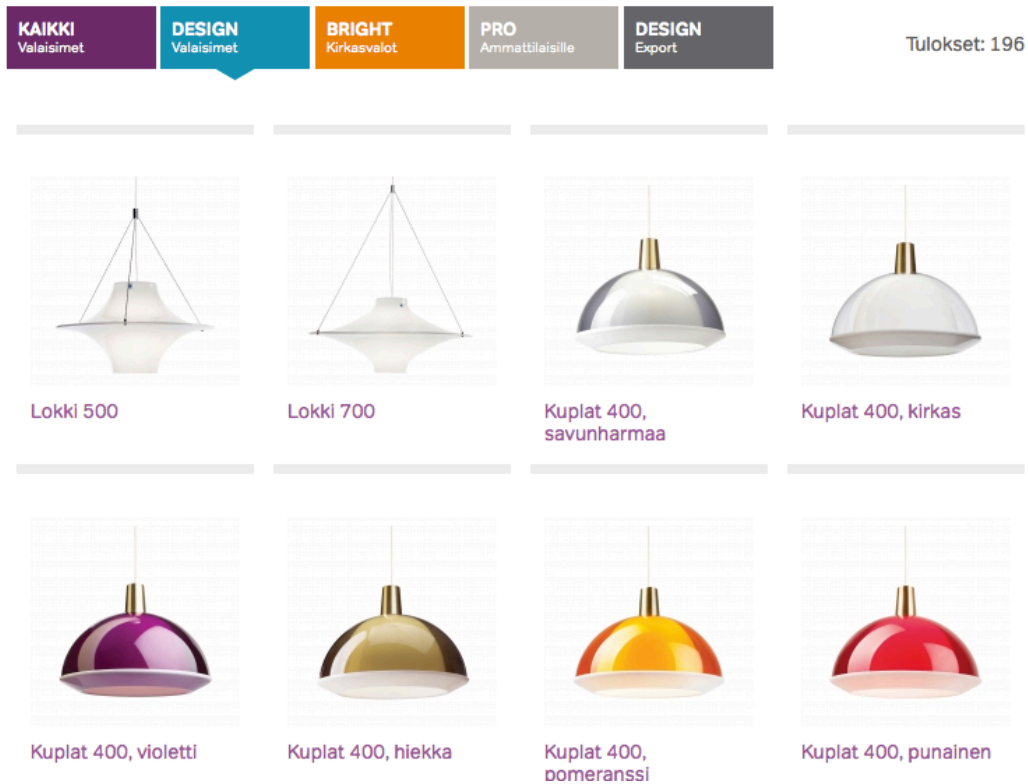 KAIKKI
Valaisimet
DESIGN
Valaisimet
BRIGHT
Kirkasvalot
PRO
Ammattilaisille
DESIGN
Export
Tulokset: 196
Lokki 500
Lokki 700
Kuplat 400,
savunharmaa
Kuplat 400, kirkas
Kuplat 400, violetti
Kuplat 400, hiekka
Kuplat 400,
pomeranssi
Kuplat 400, punainen